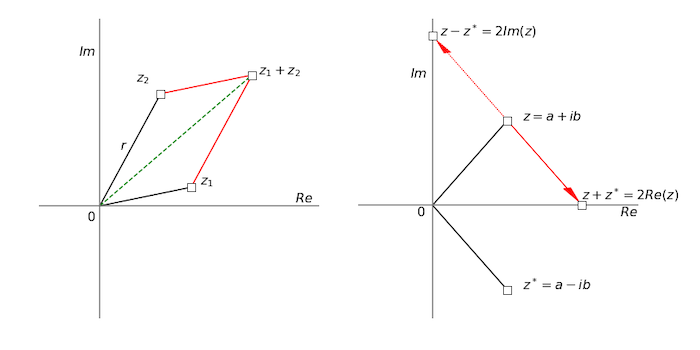 Im
z₂
z₁ + z₂
r
z₁
Re
0
z − z* = 2Im(z)
Im
z = a + ib
z + z* = 2Re(z)
0
Re
z* = a − ib